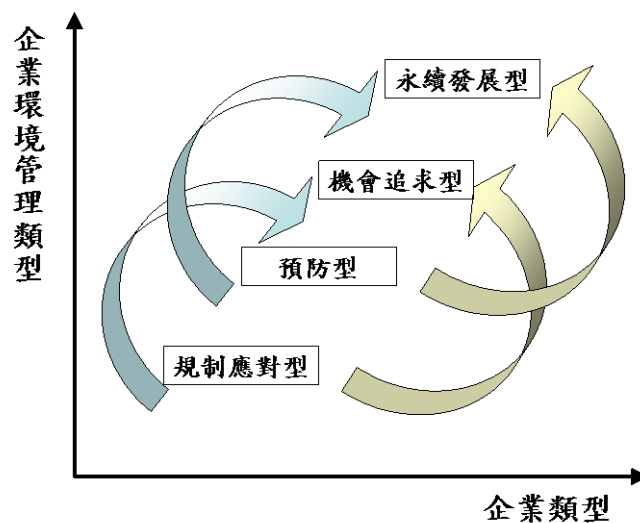 企業環境管理類型
永續發展型
機會追求型
預防型
規制應對型
企業類型